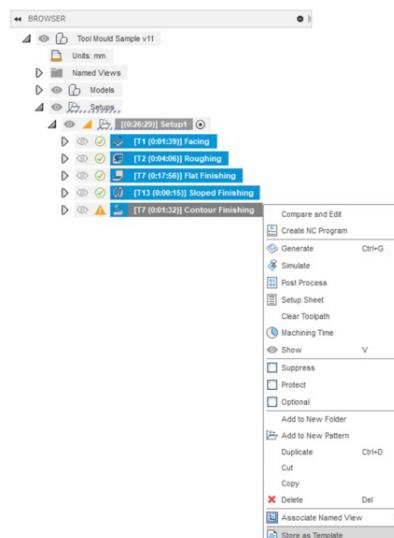 BROWSER
Tool Mould Sample v11
Units: mm
Named Views
Models
Setups
[(0:26:29)] Setup1
[T1 (0:01:39)] Facing
[T2 (0:04:06)] Roughing
[T7 (0:17:56)] Flat Finishing
[T13 (0:00:15)] Sloped Finishing
[T7 (0:01:32)] Contour Finishing
Compare and Edit
Create NC Program
Generate Ctrl+G
Simulate
Post Process
Setup Sheet
Clear Toolpath
Machining Time
Show V
Suppress
Protect
Optional
Add to New Folder
Add to New Pattern
Duplicate Ctrl+D
Cut
Copy
Delete Del
Associate Named View
Store as Template